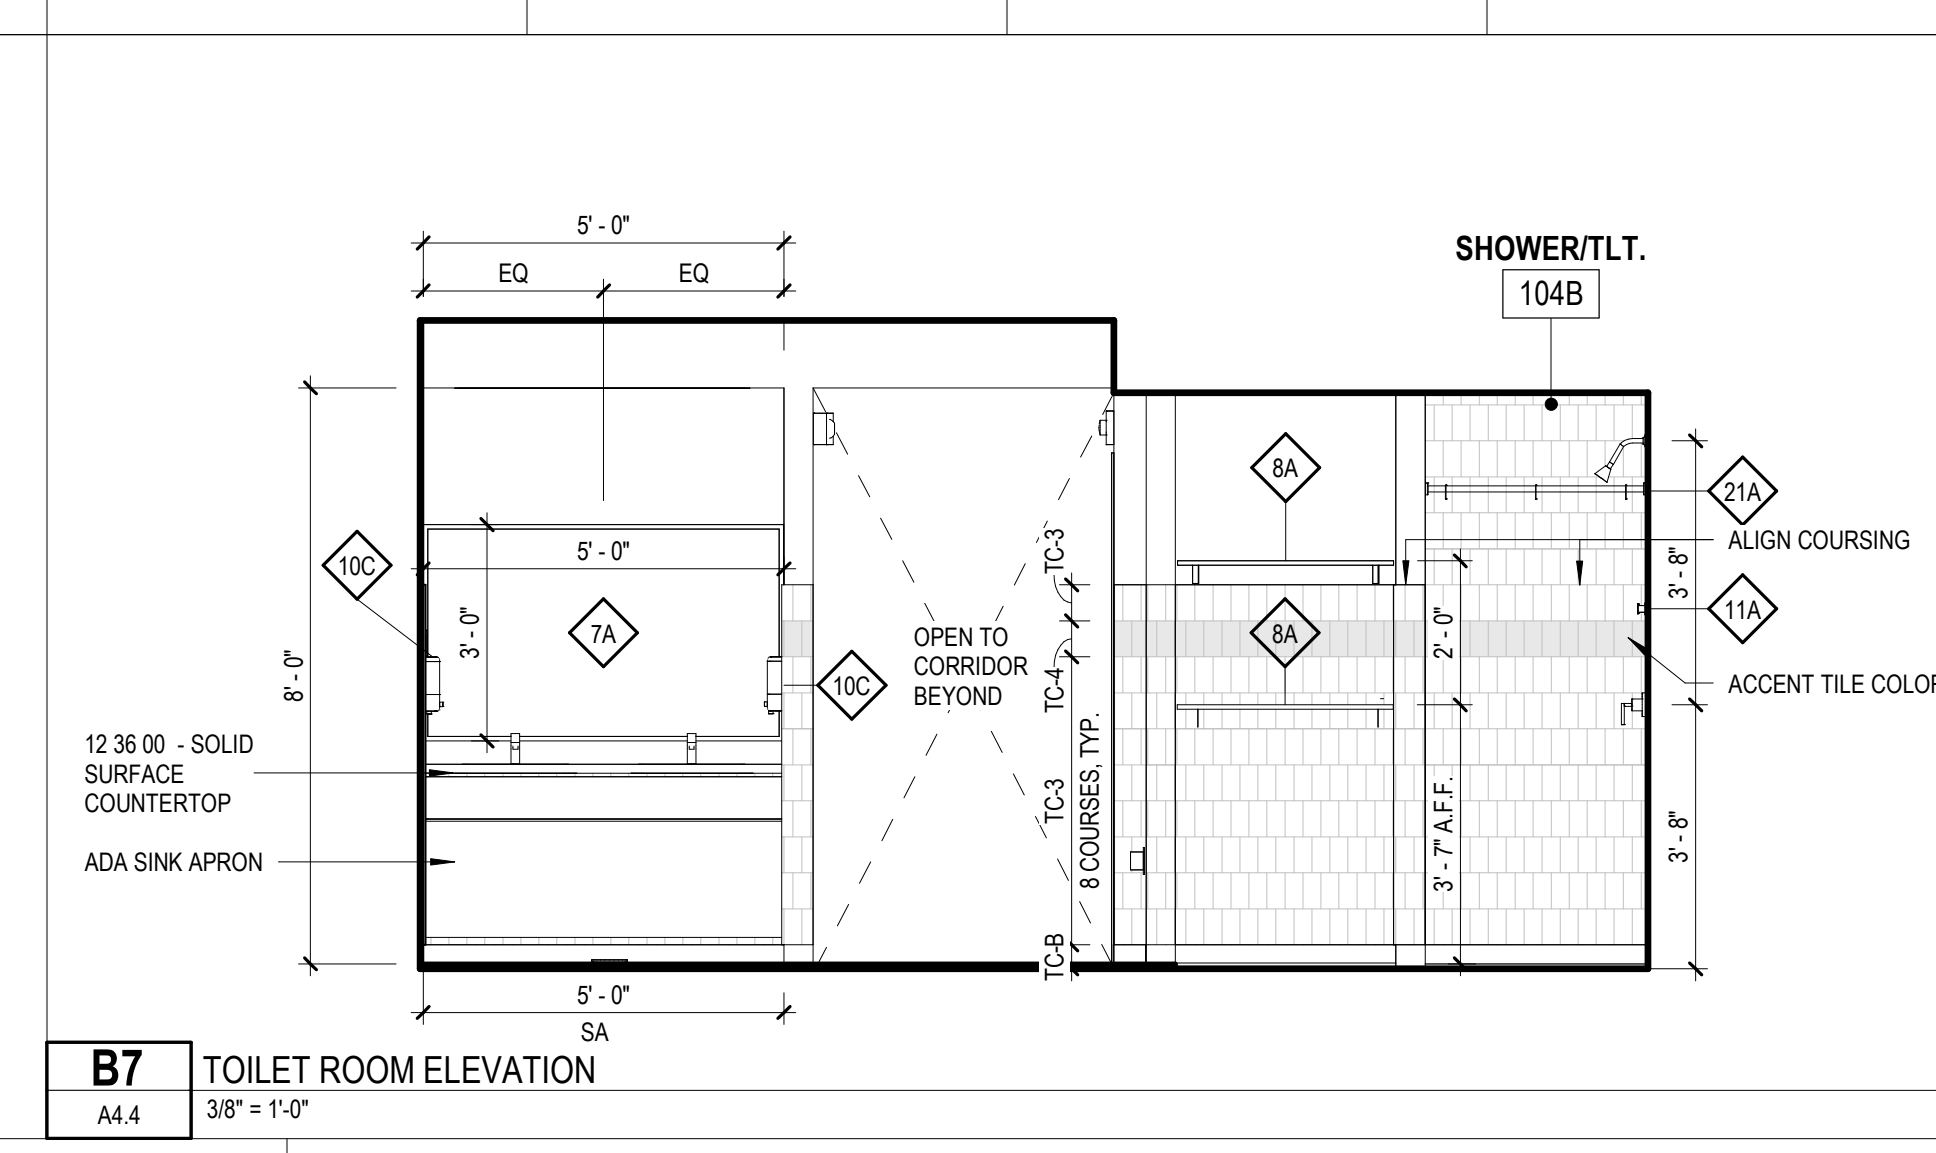 5' - 0"
EQ
EQ
SHOWER/TLT.
104B
8A
21A
ALIGN COURSING
10C
5' - 0"
3' - 0"
7A
8' - 0"
10C
OPEN TO
CORRIDOR
BEYOND
TC-3
TC-4
TC-3
TC-B
8 COURSES, TYP.
8A
2' - 0"
3' - 7" A.F.F.
3' - 8"
11A
ACCENT TILE COLOR
3' - 8"
12 36 00 - SOLID
SURFACE
COUNTERTOP
ADA SINK APRON
5' - 0"
SA
B7
TOILET ROOM ELEVATION
A4.4
3/8" = 1'-0"